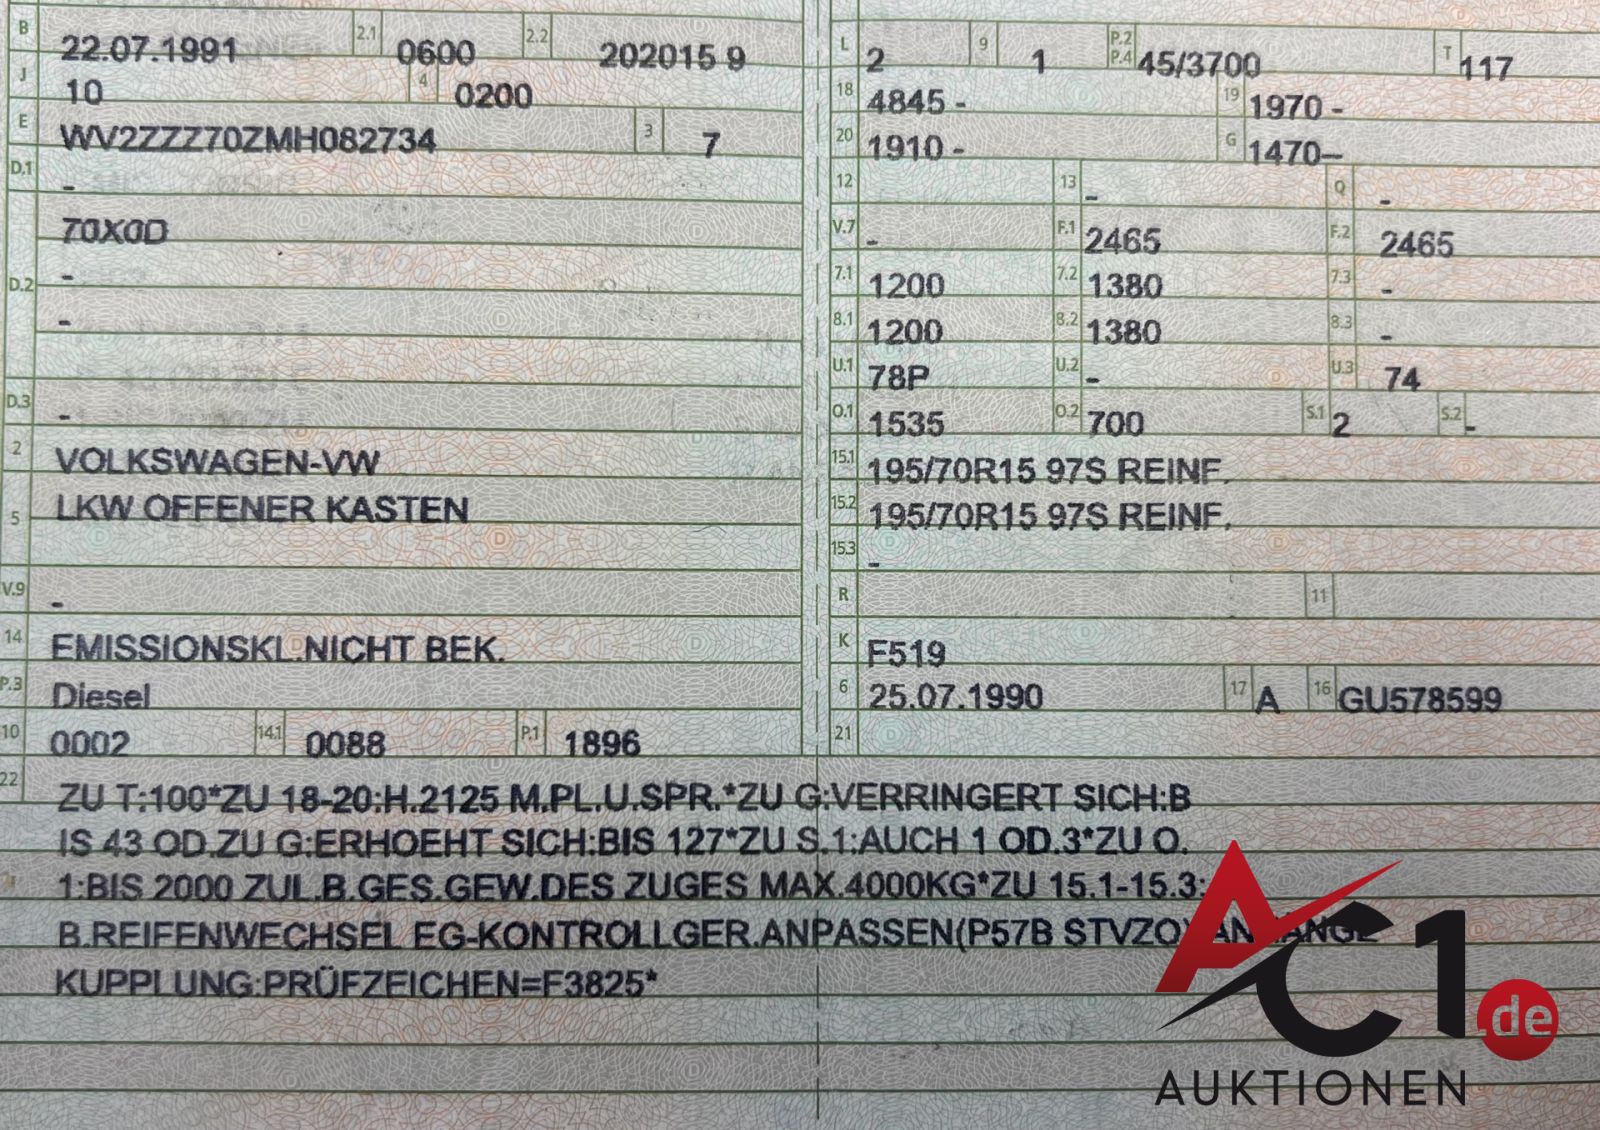 B 22.07.1991 2.1 0600 2.2 202015 9
J 10 4 0200
E WV2ZZZ70ZMH082734 3 7
D.1 -
D.2 70X0D
-
-
D.3 -
2 VOLKSWAGEN-VW
5 LKW OFFENER KASTEN
V.9 -
14 EMISSIONSKL.NICHT BEK.
P.3 Diesel
10 0002 14.1 0088 P.1 1896
L 2 9 1 P.2 P.4 45/3700 T 117
18 4845 - 19 1970 -
20 1910 - G 1470--
12 13 - Q -
V.7 - F.1 2465 F.2 2465
7.1 1200 7.2 1380 7.3 -
8.1 1200 8.2 1380 8.3 -
U.1 78P U.2 - U.3 74
O.1 1535 O.2 700 S.1 2 S.2 -
15.1 195/70R15 97S REINF.
15.2 195/70R15 97S REINF.
15.3 -
R 11
K F519
6 25.07.1990 17 A 16 GU578599
21
22 ZU T:100*ZU 18-20:H.2125 M.PL.U.SPR.*ZU G:VERRINGERT SICH:B
IS 43 OD.ZU G:ERHOEHT SICH:BIS 127*ZU S.1:AUCH 1 OD.3*ZU O.
1:BIS 2000 ZUL.B.GES.GEW.DES ZUGES MAX.4000KG*ZU 15.1-15.3:
B.REIFENWECHSEL EG-KONTROLLGER.ANPASSEN(P57B STVZO)
KUPPLUNG:PRÜFZEICHEN=F3825*
AC1.de
AUKTIONEN